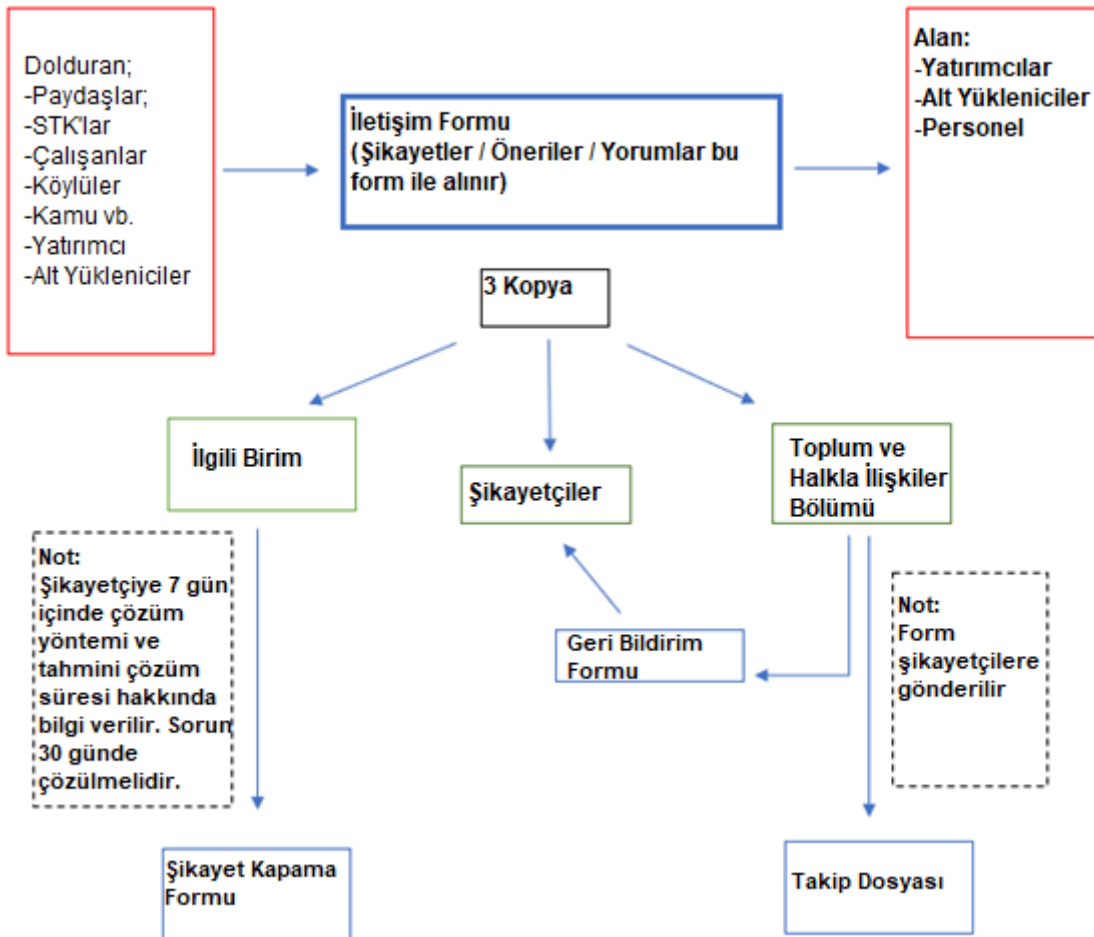 Dolduran;
-Paydaşlar;
-STK'lar
-Çalışanlar
-Köylüler
-Kamu vb.
-Yatırımcı
-Alt Yükleniciler
İletişim Formu
(Şikayetler / Öneriler / Yorumlar bu
form ile alınır)
Alan:
-Yatırımcılar
-Alt Yükleniciler
-Personel
3 Kopya
İlgili Birim
Şikayetçiler
Toplum ve
Halkla İlişkiler
Bölümü
Not:
Şikayetçiye 7 gün
içinde çözüm
yöntemi ve
tahmini çözüm
süresi hakkında
bilgi verilir. Sorun
30 günde
çözülmelidir.
Geri Bildirim
Formu
Not:
Form
şikayetçilere
gönderilir
Şikayet Kapama
Formu
Takip Dosyası